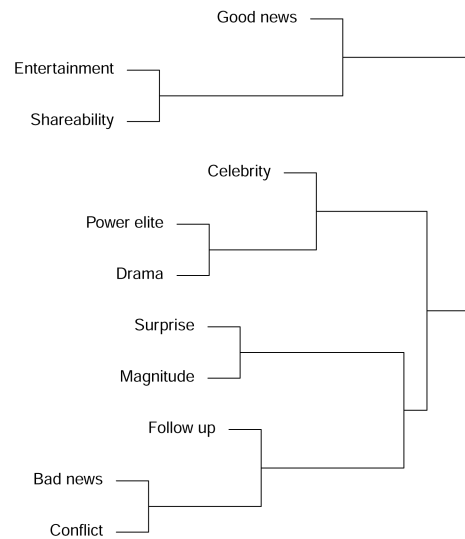 Good news
Entertainment
Shareability
Celebrity
Power elite
Drama
Surprise
Magnitude
Follow up
Bad news
Conflict